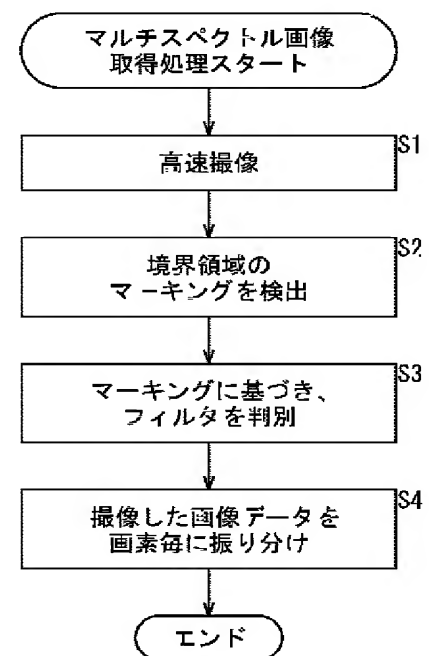 マルチスペクトル画像
取得処理スタート
S1
高速撮像
S2
境界領域の
マーキングを検出
S3
マーキングに基づき、
フィルタを判別
S4
撮像した画像データを
画素毎に振り分け
エンド